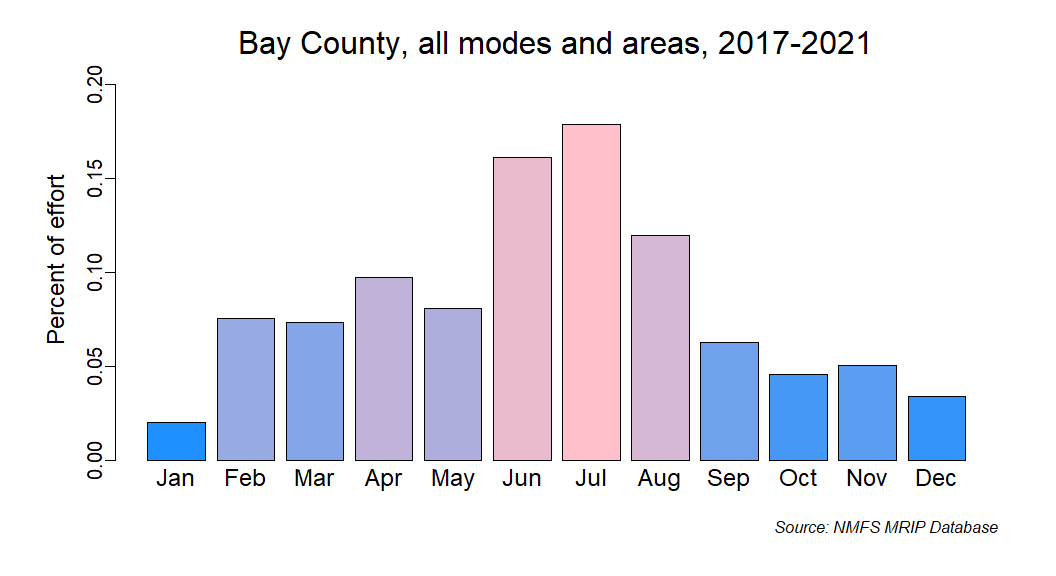 Bay County, all modes and areas, 2017-2021
Percent of effort
0.20
0.15
0.10
0.05
0.00
Jan Feb Mar Apr May Jun Jul Aug Sep Oct Nov Dec
Source: NMFS MRIP Database